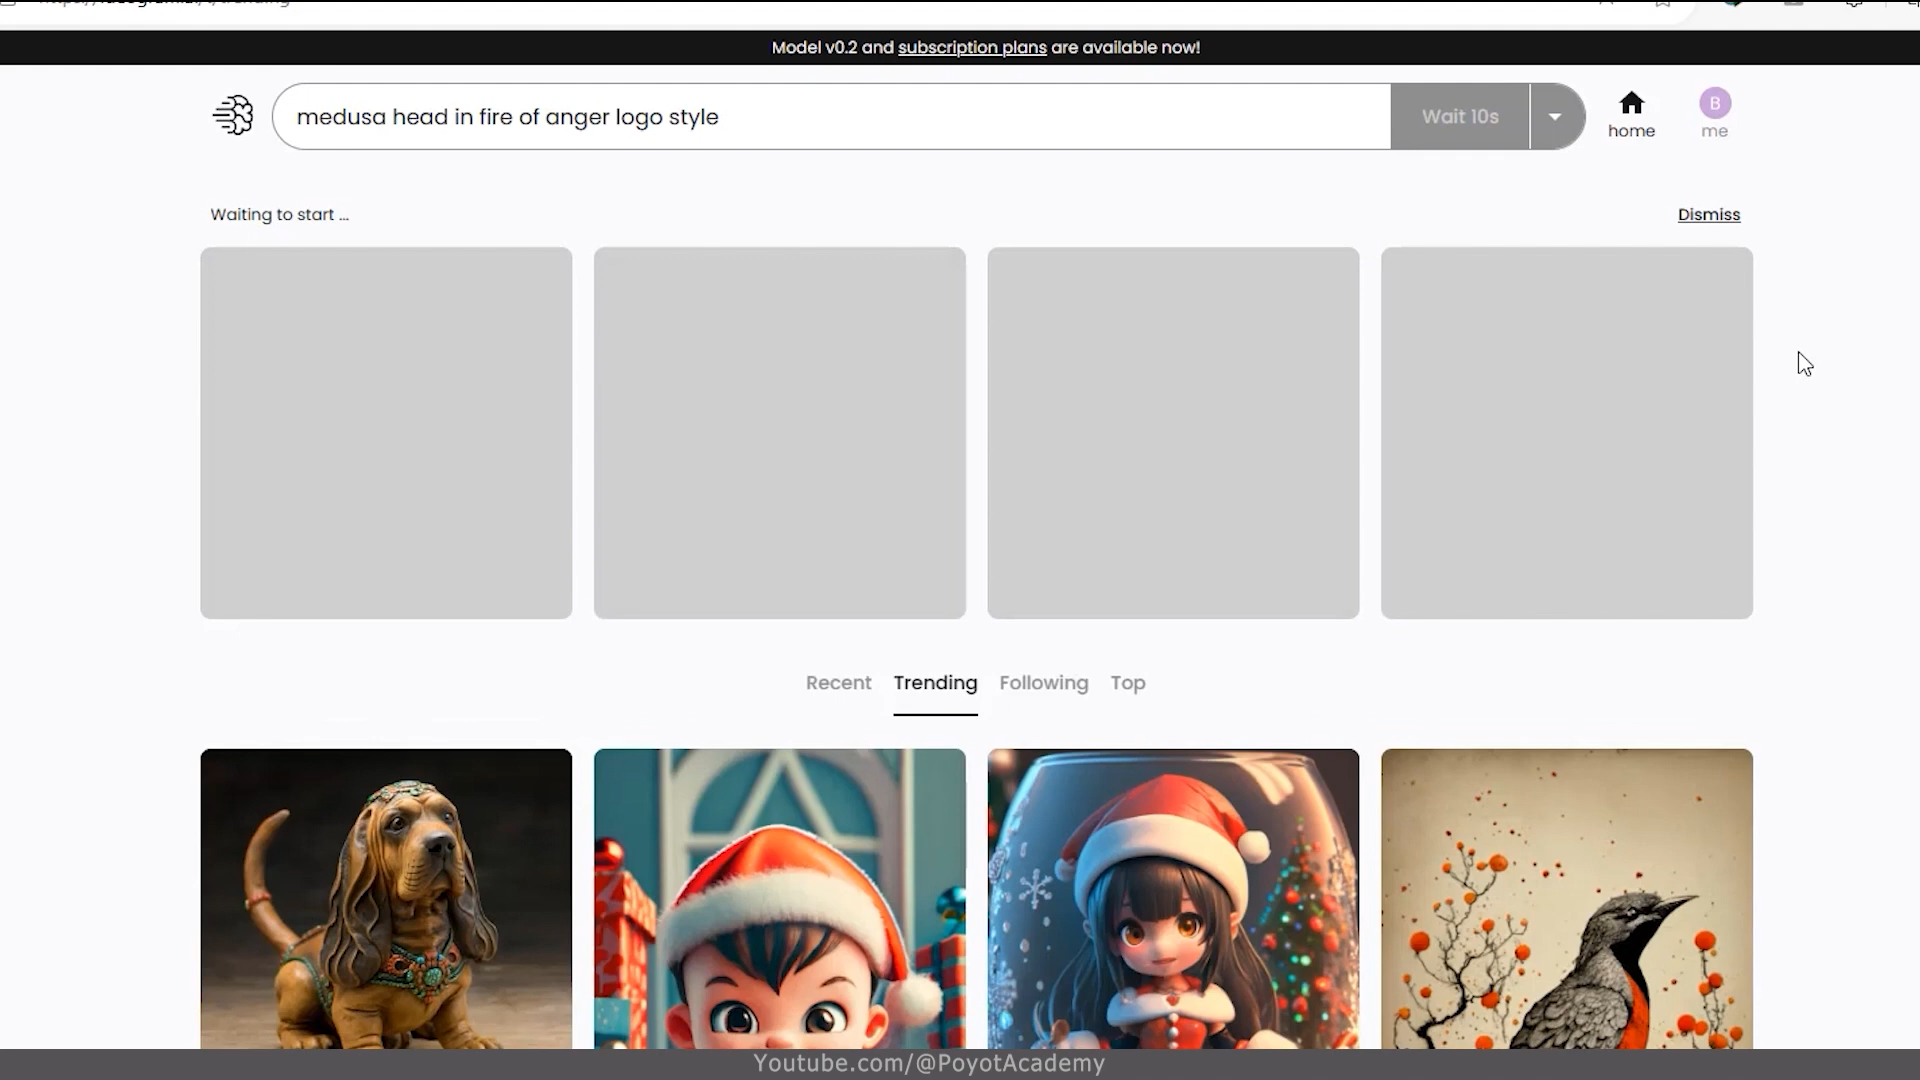 Model v0.2 and subscription plans are available now!
medusa head in fire of anger logo style
Wait 10s
home
B
me
Waiting to start ...
Dismiss
Recent
Trending
Following
Top
Youtube.com/@PoyotAcademy